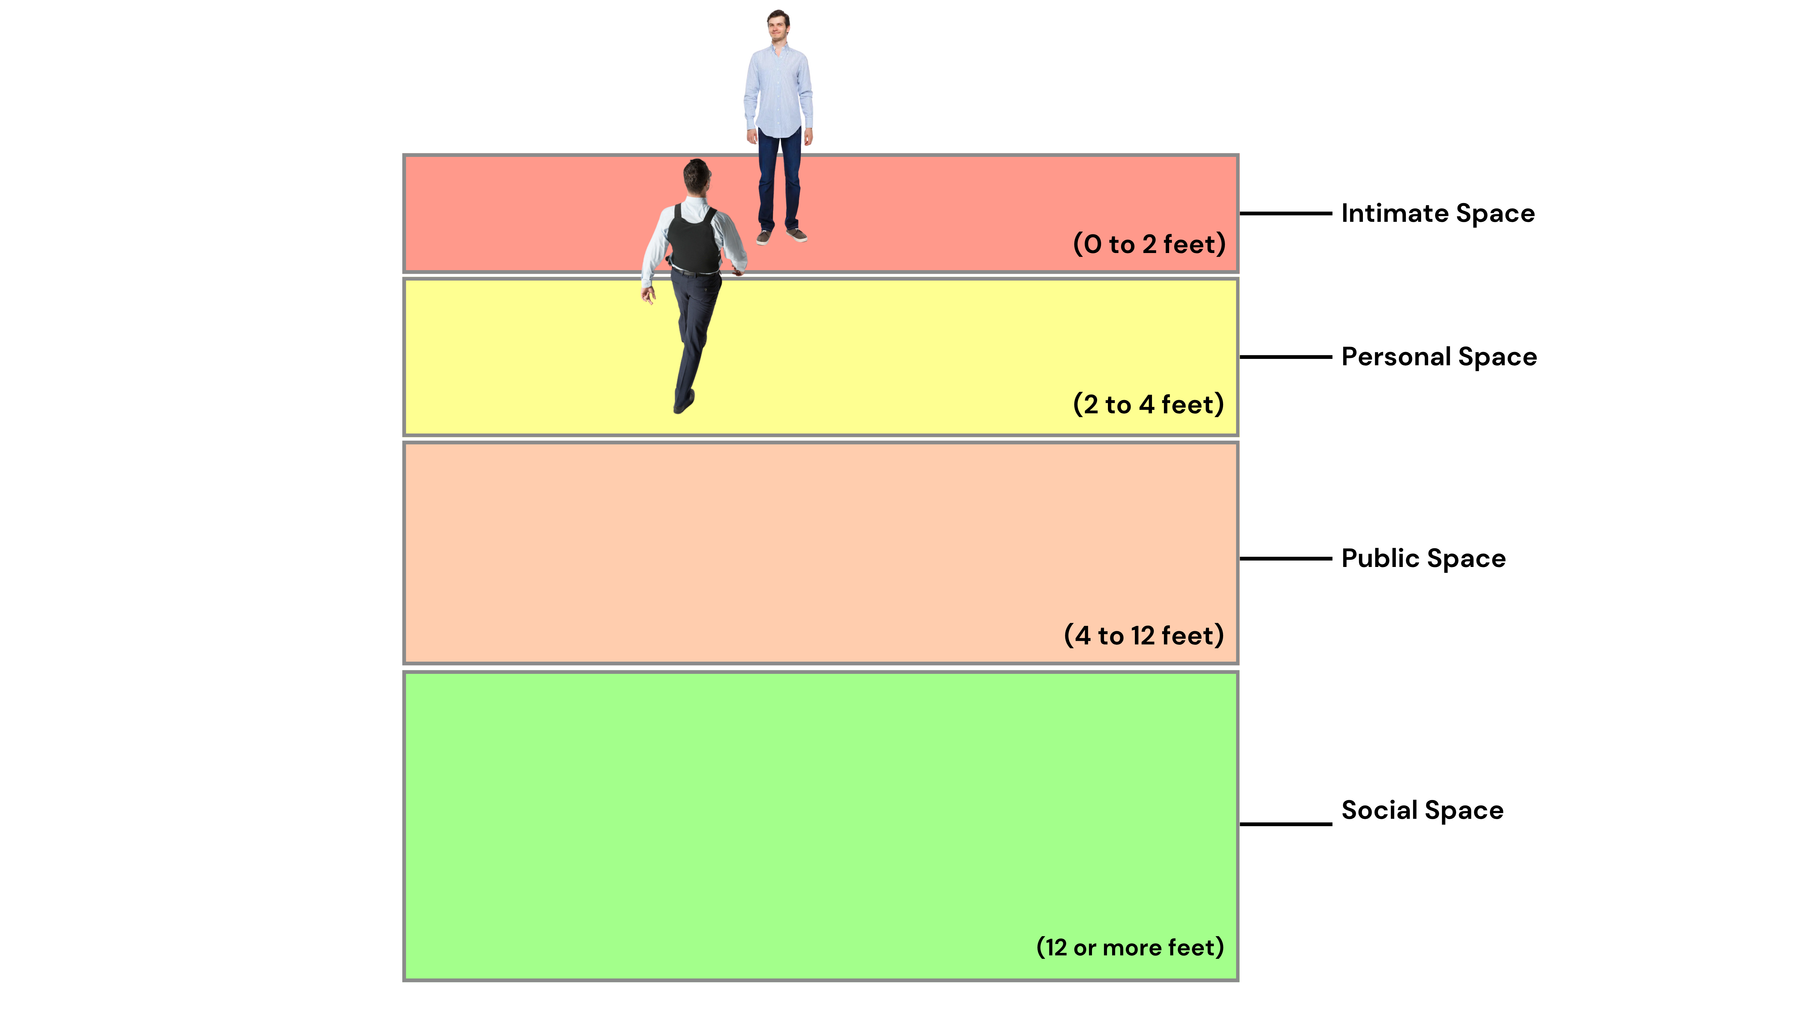 Intimate Space
(0 to 2 feet)
Personal Space
(2 to 4 feet)
Public Space
(4 to 12 feet)
Social Space
(12 or more feet)